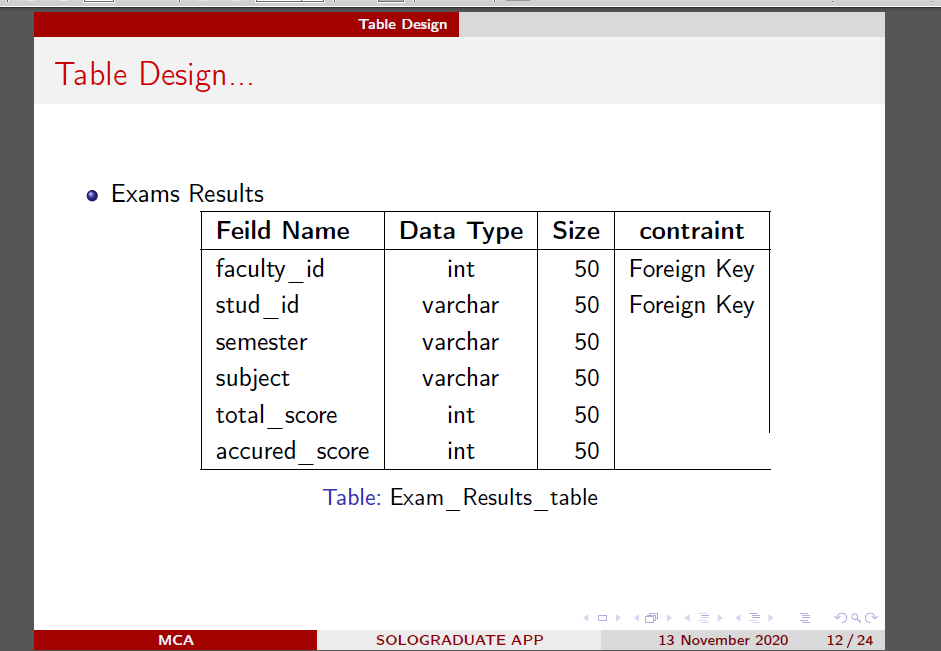 Table Design
Table Design...
Exams Results
Feild Name Data Type Size contraint
faculty_id int 50 Foreign Key
stud_id varchar 50 Foreign Key
semester varchar 50
subject varchar 50
total_score int 50
accured_score int 50
Table: Exam_Results_table
MCA SOLOGRADUATE APP 13 November 2020 12 / 24